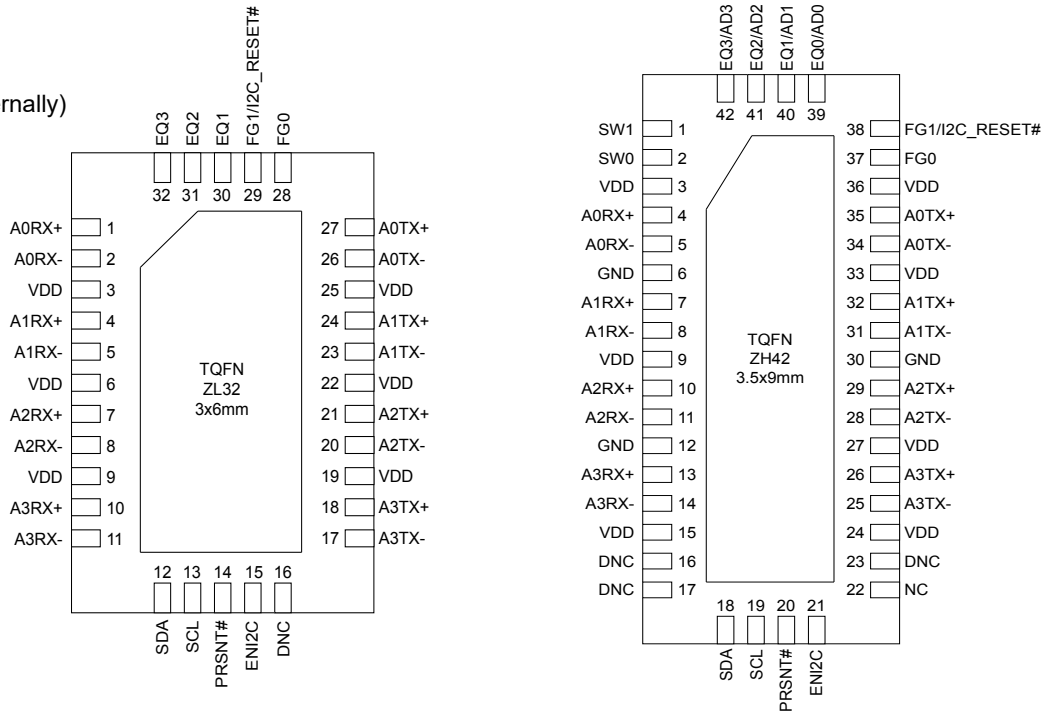 ernally)
EQ3
EQ2
EQ1
FG1/I2C_RESET#
FG0
32 31 30 29 28
A0RX+ 1
A0RX- 2
VDD 3
A1RX+ 4
A1RX- 5
VDD 6
A2RX+ 7
A2RX- 8
VDD 9
A3RX+ 10
A3RX- 11
TQFN
ZL32
3x6mm
27 A0TX+
26 A0TX-
25 VDD
24 A1TX+
23 A1TX-
22 VDD
21 A2TX+
20 A2TX-
19 VDD
18 A3TX+
17 A3TX-
12 13 14 15 16
SDA
SCL
PRSNT#
ENI2C
DNC
EQ3/AD3
EQ2/AD2
EQ1/AD1
EQ0/AD0
42 41 40 39
SW1 1
SW0 2
VDD 3
A0RX+ 4
A0RX- 5
GND 6
A1RX+ 7
A1RX- 8
VDD 9
A2RX+ 10
A2RX- 11
GND 12
A3RX+ 13
A3RX- 14
VDD 15
DNC 16
DNC 17
TQFN
ZH42
3.5x9mm
38 FG1/I2C_RESET#
37 FG0
36 VDD
35 A0TX+
34 A0TX-
33 VDD
32 A1TX+
31 A1TX-
30 GND
29 A2TX+
28 A2TX-
27 VDD
26 A3TX+
25 A3TX-
24 VDD
23 DNC
22 NC
18 19 20 21
SDA
SCL
PRSNT#
ENI2C